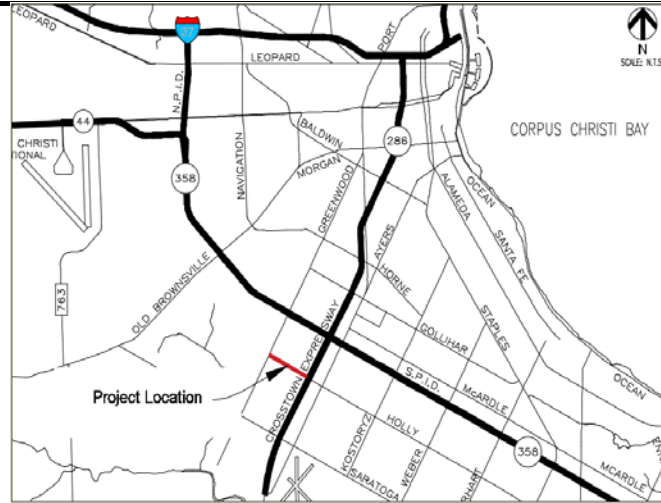 LEOPARD
37
PORT
N
SCALE: N.T.S.
LEOPARD
N.P.I.D.
44
CHRISTI
TIONAL
BALDWIN
286
CORPUS CHRISTI BAY
MORGAN
NAVIGATION
358
GREENWOOD
ALAMEDA
OCEAN
SANTA FE
AYERS
OLD BROWNSVILLE
HORNE
763
STAPLES
GOLLIHAR
CROSSTOWN EXPRESSWAY
S.P.I.D.
McARDLE
OCEAN
Project Location
HOLLY
KOSTORYZ
WEBER
SARATOGA
358
McARDLE
RHART